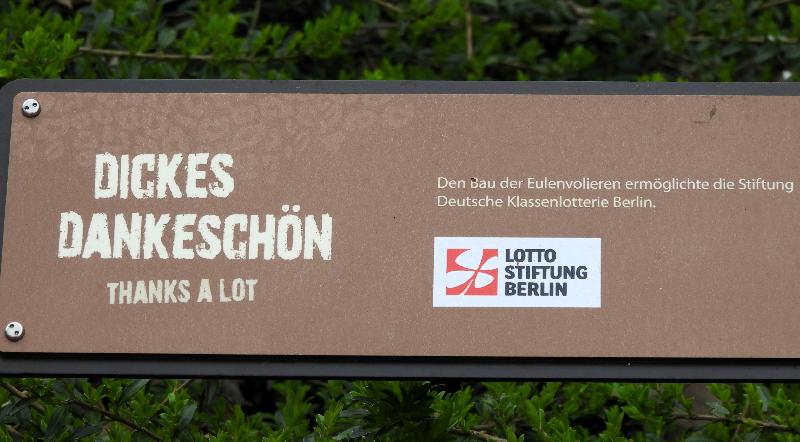 DICKES
DANKESCHÖN
THANKS A LOT
Den Bau der Eulenvolieren ermöglichte die Stiftung
Deutsche Klassenlotterie Berlin.
LOTTO
STIFTUNG
BERLIN